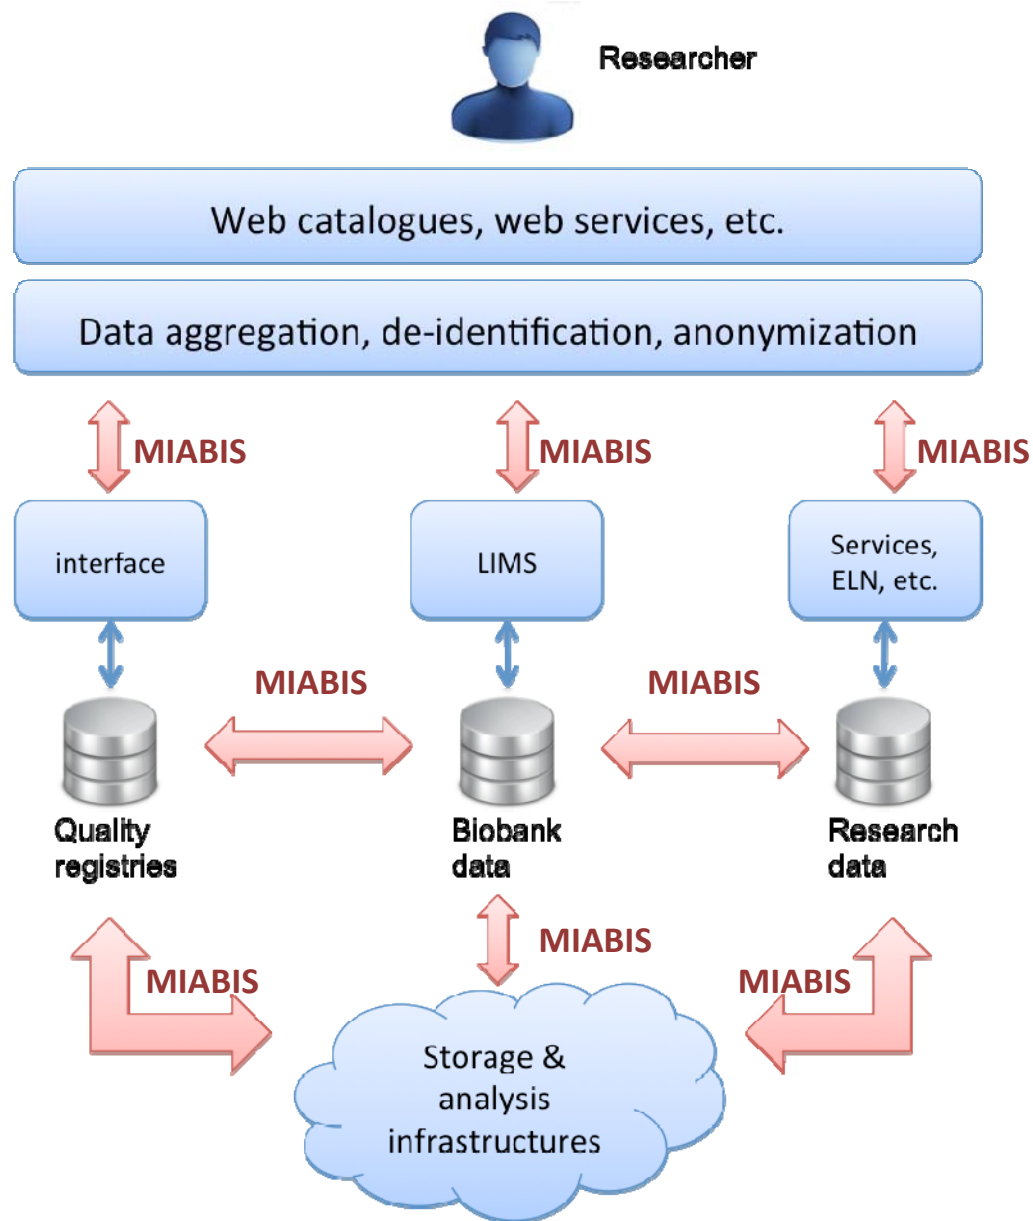 Researcher
Web catalogues, web services, etc.
Data aggregation, de-identification, anonymization
MIABIS
MIABIS
MIABIS
interface
LIMS
Services,
ELN, etc.
MIABIS
MIABIS
Quality
registries
Biobank
data
Research
data
MIABIS
MIABIS
MIABIS
Storage &
analysis
infrastructures